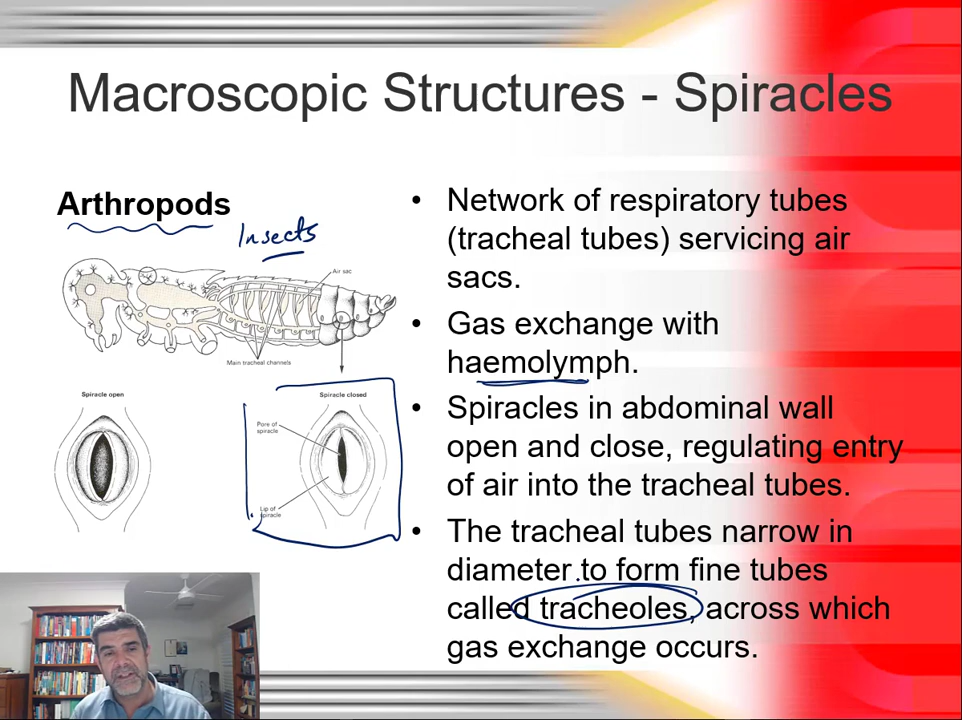 Macroscopic Structures - Spiracles
Arthropods
Insects
Air sac
Main tracheal channels
Spiracle open
Spiracle closed
Pore of
spiracle
Lip of
spiracle
• Network of respiratory tubes
(tracheal tubes) servicing air
sacs.
• Gas exchange with
haemolymph.
• Spiracles in abdominal wall
open and close, regulating entry
of air into the tracheal tubes.
• The tracheal tubes narrow in
diameter to form fine tubes
called tracheoles, across which
gas exchange occurs.